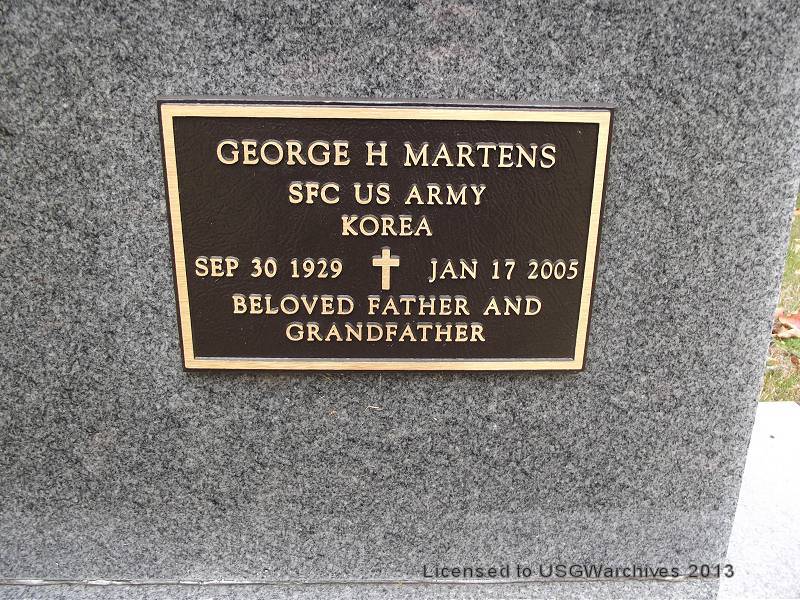 GEORGE H MARTENS
SFC US ARMY
KOREA
SEP 30 1929 JAN 17 2005
BELOVED FATHER AND
GRANDFATHER
Licensed to USGWarchives 2013